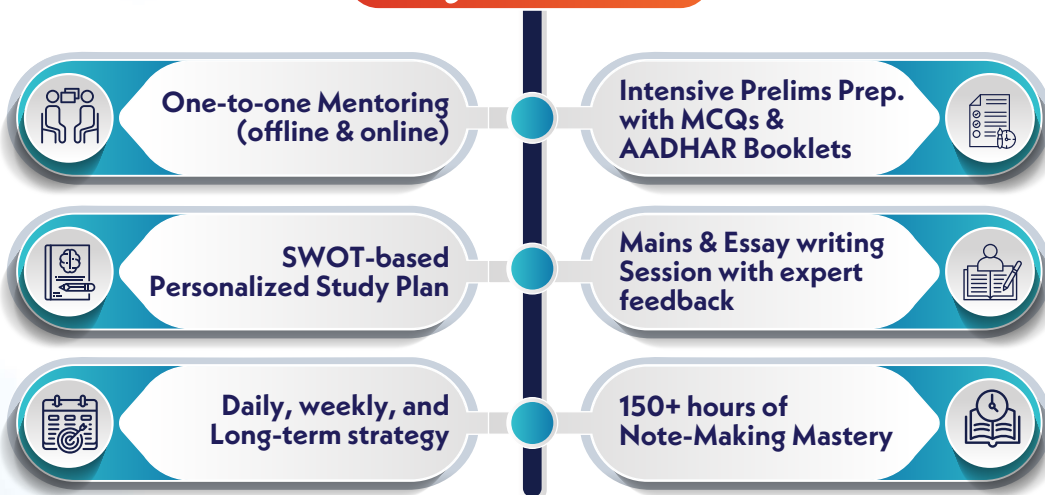 One-to-one Mentoring
(offline & online)
Intensive Prelims Prep.
with MCQs &
AADHAR Booklets
SWOT-based
Personalized Study Plan
Mains & Essay writing
Session with expert
feedback
Daily, weekly, and
Long-term strategy
150+ hours of
Note-Making Mastery